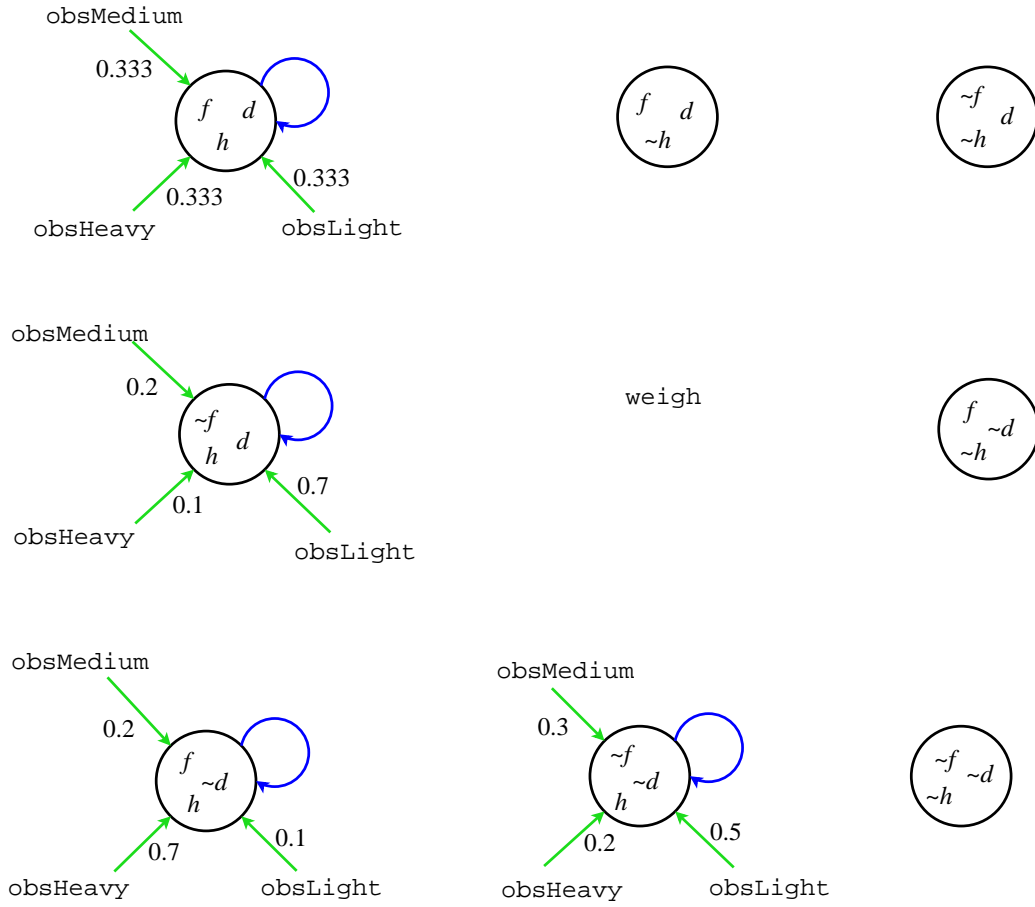 obsMedium
0.333
f d
h
0.333
0.333
obsHeavy
obsLight
f d
~h
~f
d
~h
obsMedium
0.2
~f
d
h
0.1
0.7
obsHeavy
obsLight
weigh
f
~d
~h
obsMedium
0.2
f
~d
h
0.7
0.1
obsHeavy
obsLight
obsMedium
0.3
~f
~d
h
0.2
0.5
obsHeavy
obsLight
~f
~d
~h